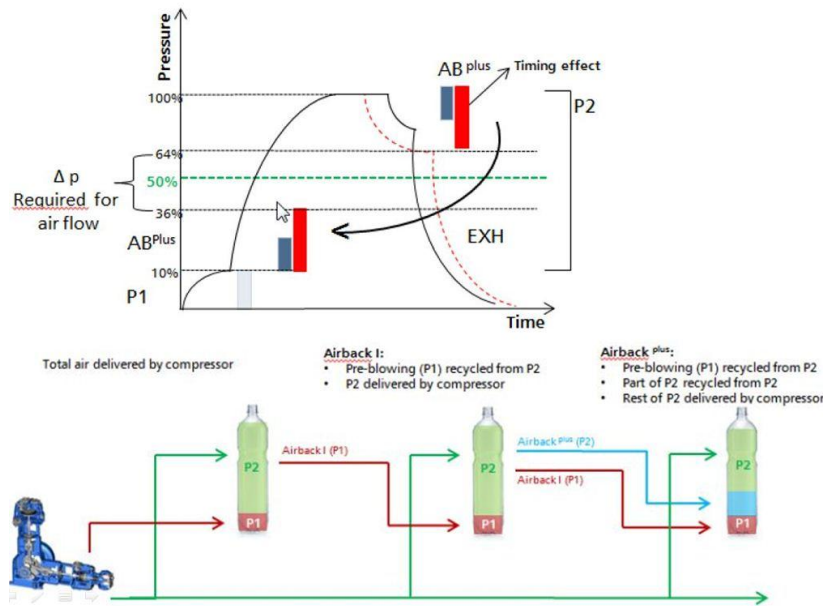 Pressure
AB plus
Timing effect
100%
P2
64%
Δ p
50%
Required for
air flow
36%
ABPlus
EXH
10%
P1
Time
Total air delivered by compressor
Airback I:
• Pre-blowing (P1) recycled from P2
• P2 delivered by compressor
Airback plus:
• Pre-blowing (P1) recycled from P2
• Part of P2 recycled from P2
• Rest of P2 delivered by compressor
P2
Airback I (P1)
P1
P2
Airback plus (P2)
Airback I (P1)
P1
P2
P1